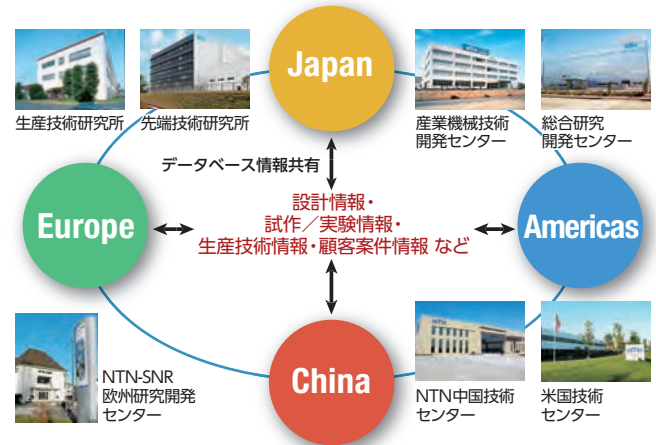 Japan
生産技術研究所
先端技術研究所
産業機械技術
開発センター
総合研究
開発センター
データベース情報共有
設計情報・
試作／実験情報・
生産技術情報・顧客案件情報 など
Europe
Americas
NTN-SNR
欧州研究開発
センター
China
NTN中国技術
センター
米国技術
センター